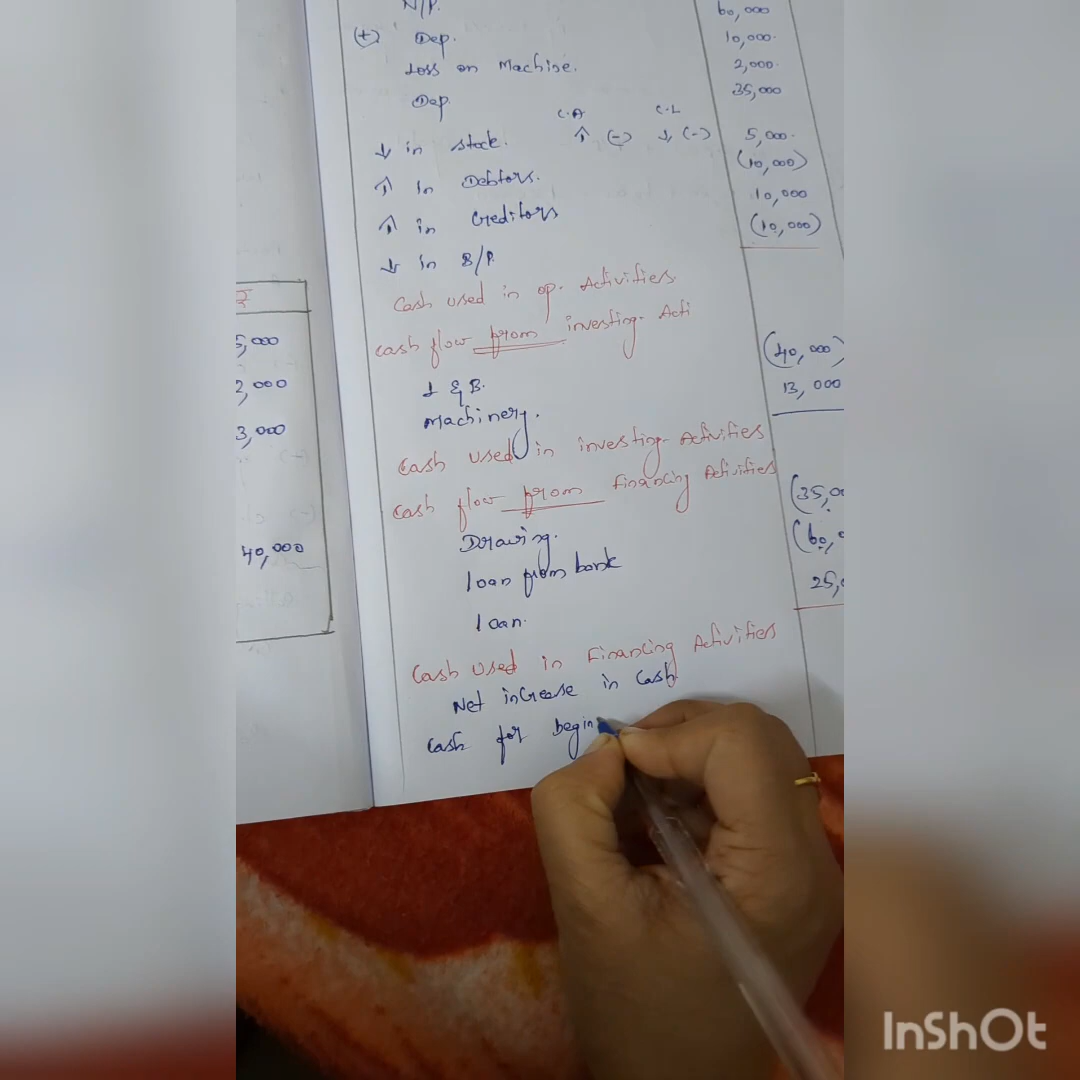 N/P. 60,000
(+) Dep. 10,000.
Loss on Machine. 2,000.
Dep. 35,000
C.A C.L
↓ in stock. ↑ (-) ↓ (-) 5,000.
↑ in Debtors. (10,000)
↑ in Creditors 10,000
↓ in B/P. (10,000)
Cash used in op. Activities.
Cash flow from investing. Acti
L & B. (40,000)
Machinery. 13,000
Cash used in investing. Activities
Cash flow from Financing Activities
Drawing. (35,00
loan from bank (60,0
loan. 25,
Cash used in Financing Activities
Net increase in Cash
Cash for begin
₹
5,000
2,000
3,000
40,000
InShOt